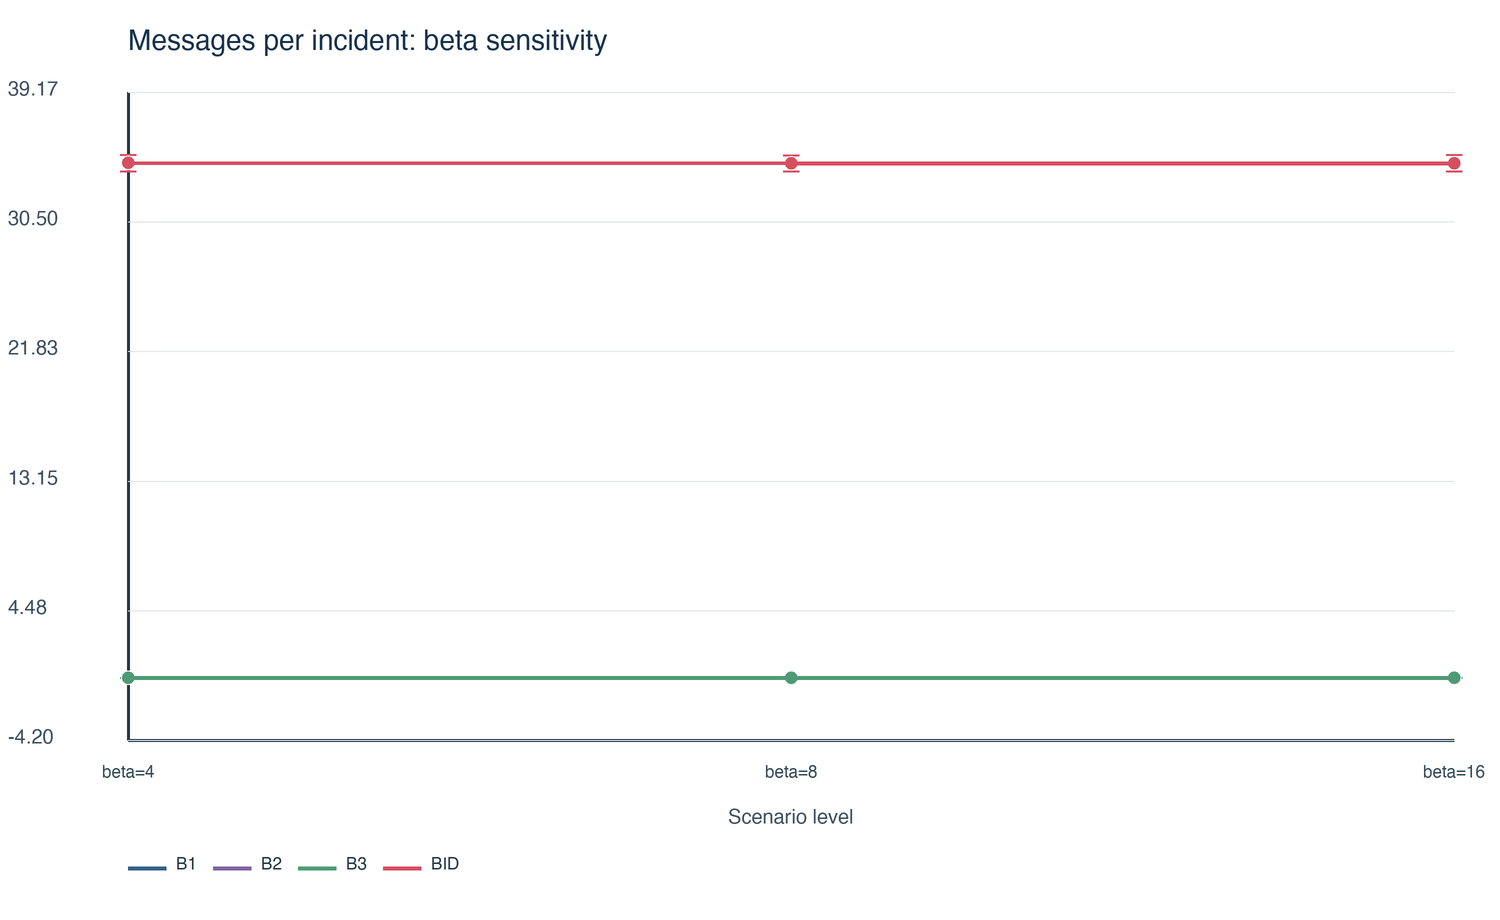 Messages per incident: beta sensitivity
39.17
30.50
21.83
13.15
4.48
-4.20
beta=4 beta=8 beta=16
Scenario level
B1 B2 B3 BID